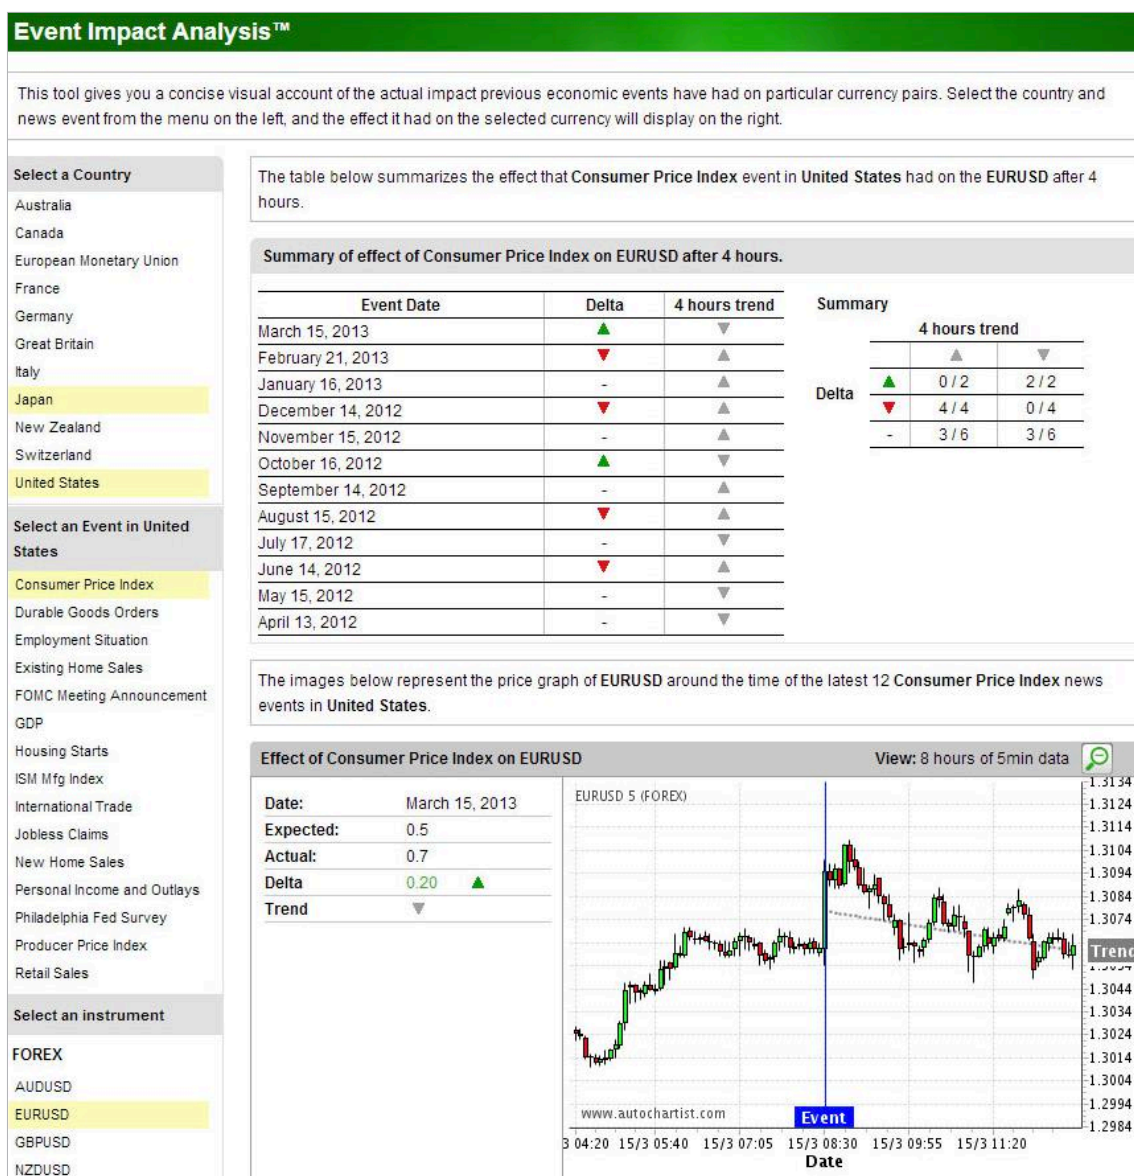 Event Impact Analysis™
This tool gives you a concise visual account of the actual impact previous economic events have had on particular currency pairs. Select the country and
news event from the menu on the left, and the effect it had on the selected currency will display on the right.
Select a Country
Australia
Canada
European Monetary Union
France
Germany
Great Britain
Italy
Japan
New Zealand
Switzerland
United States
Select an Event in United
States
Consumer Price Index
Durable Goods Orders
Employment Situation
Existing Home Sales
FOMC Meeting Announcement
GDP
Housing Starts
ISM Mfg Index
International Trade
Jobless Claims
New Home Sales
Personal Income and Outlays
Philadelphia Fed Survey
Producer Price Index
Retail Sales
Select an instrument
FOREX
AUDUSD
EURUSD
GBPUSD
NZDUSD
The table below summarizes the effect that Consumer Price Index event in United States had on the EURUSD after 4
hours.
Summary of effect of Consumer Price Index on EURUSD after 4 hours.
Event Date Delta 4 hours trend
March 15, 2013 ▲ ▼
February 21, 2013 ▼ ▲
January 16, 2013 - ▲
December 14, 2012 ▼ ▲
November 15, 2012 - ▲
October 16, 2012 ▲ ▼
September 14, 2012 - ▲
August 15, 2012 ▼ ▲
July 17, 2012 - ▼
June 14, 2012 ▼ ▲
May 15, 2012 - ▼
April 13, 2012 - ▼
Summary
4 hours trend
▲ ▼
Delta ▲ 0 / 2 2 / 2
▼ 4 / 4 0 / 4
- 3 / 6 3 / 6
The images below represent the price graph of EURUSD around the time of the latest 12 Consumer Price Index news
events in United States.
Effect of Consumer Price Index on EURUSD View: 8 hours of 5min data
Date: March 15, 2013
Expected: 0.5
Actual: 0.7
Delta 0.20 ▲
Trend ▼
EURUSD 5 (FOREX)
1.3134
1.3124
1.3114
1.3104
1.3094
1.3084
1.3074
Trend
1.3044
1.3034
1.3024
1.3014
1.3004
1.2994
1.2984
www.autochartist.com
Event
3 04:20 15/3 05:40 15/3 07:05 15/3 08:30 15/3 09:55 15/3 11:20
Date